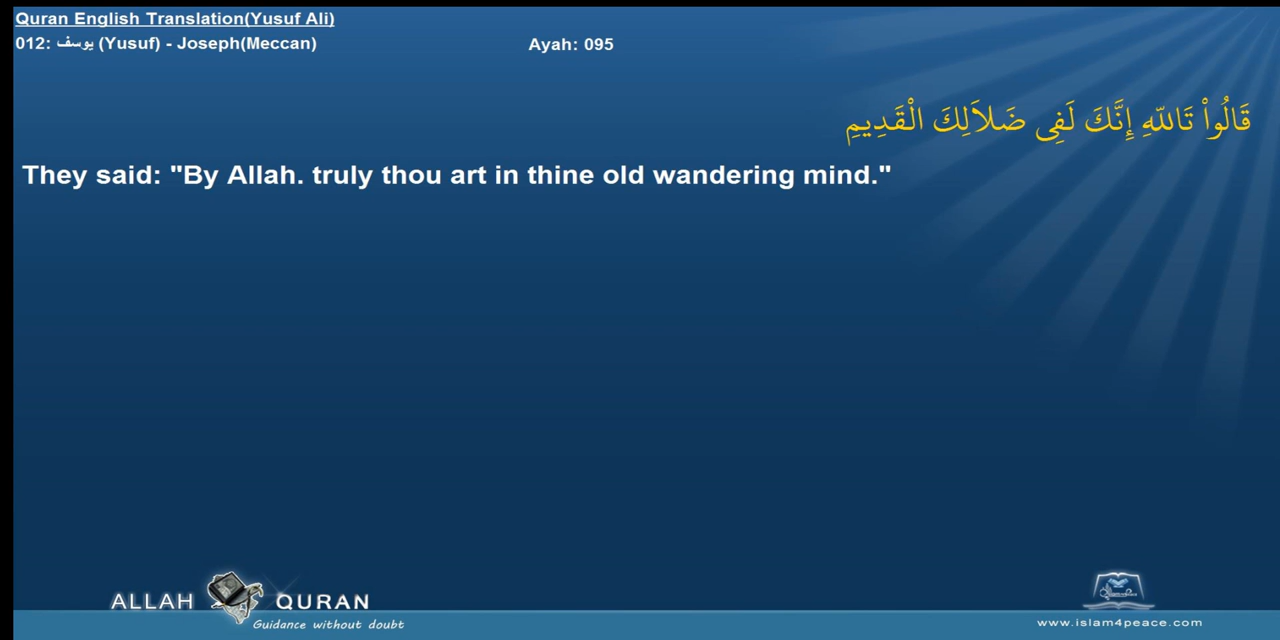 Quran English Translation(Yusuf Ali)
012: يوسف (Yusuf) - Joseph(Meccan) Ayah: 095
قَالُواْ تَاللّهِ إِنَّكَ لَفِى ضَلاَلِكَ الْقَدِيمِ
They said: "By Allah. truly thou art in thine old wandering mind."
ALLAH QURAN
Guidance without doubt
www.islam4peace.com